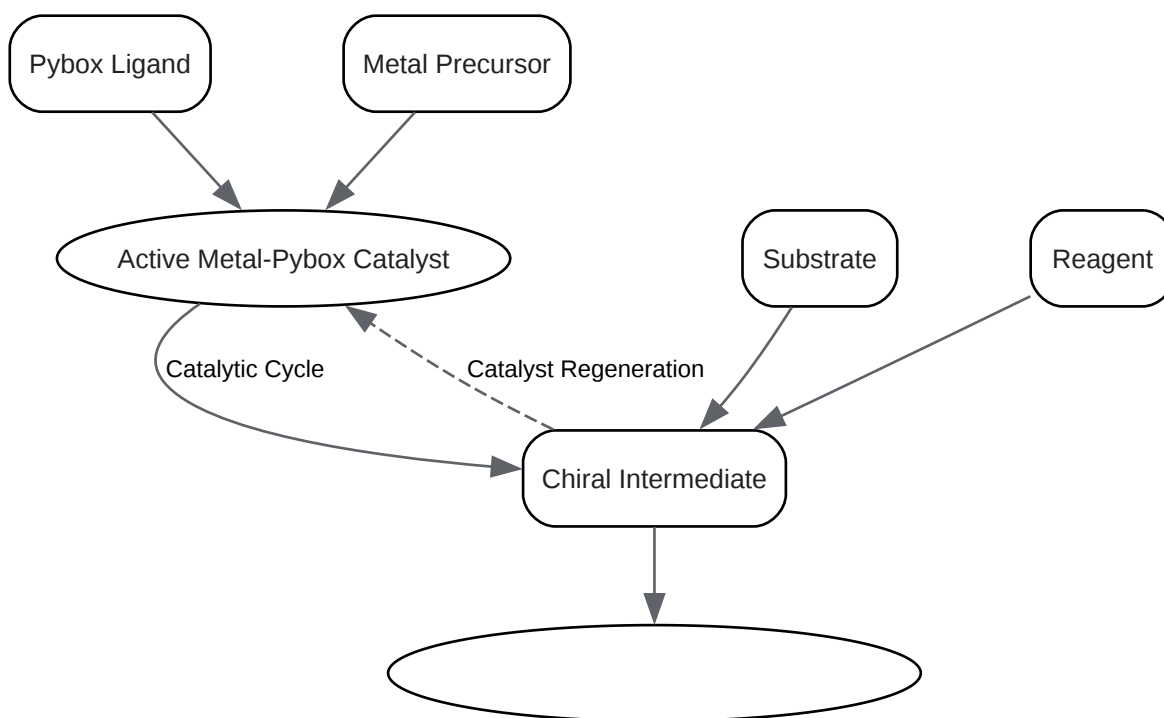 Pybox Ligand
Metal Precursor
Active Metal-Pybox Catalyst
Substrate
Reagent
Catalytic Cycle
Catalyst Regeneration
Chiral Intermediate